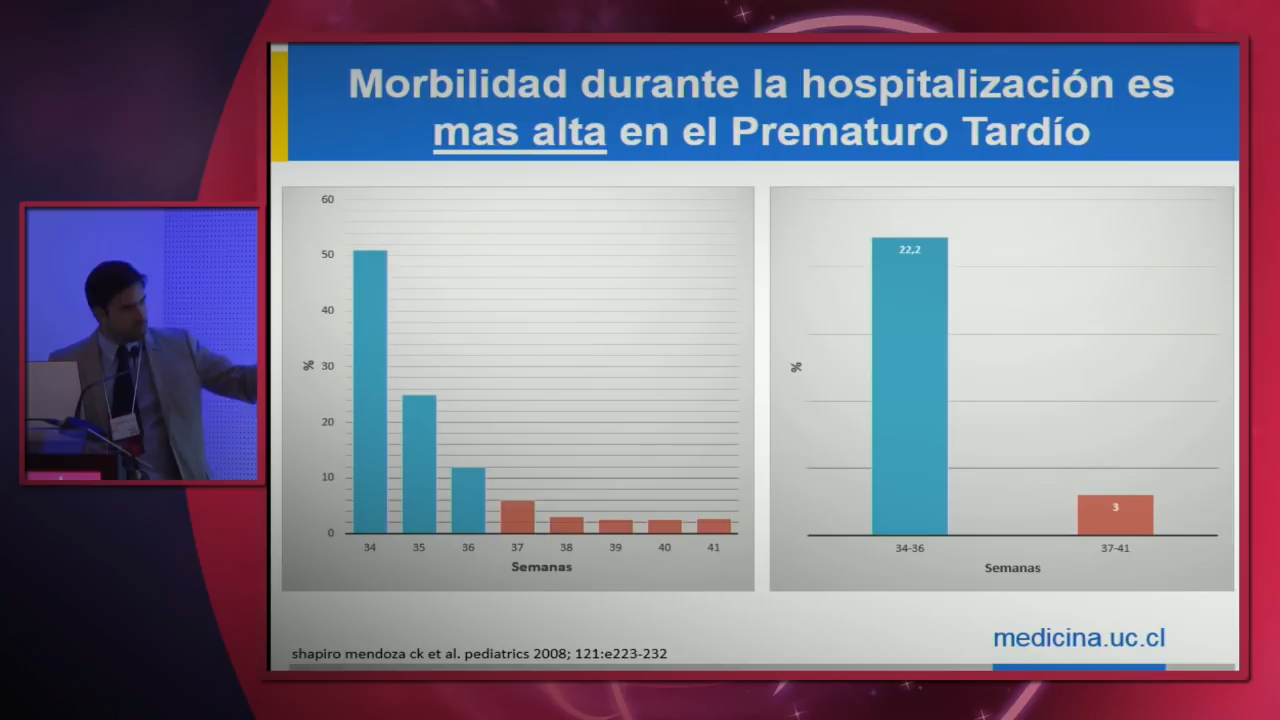 Morbilidad durante la hospitalización es
mas alta en el Prematuro Tardío
60
50
40
30
20
10
0
%
34 35 36 37 38 39 40 41
Semanas
22,2
3
%
34-36 37-41
Semanas
shapiro mendoza ck et al. pediatrics 2008; 121:e223-232
medicina.uc.cl